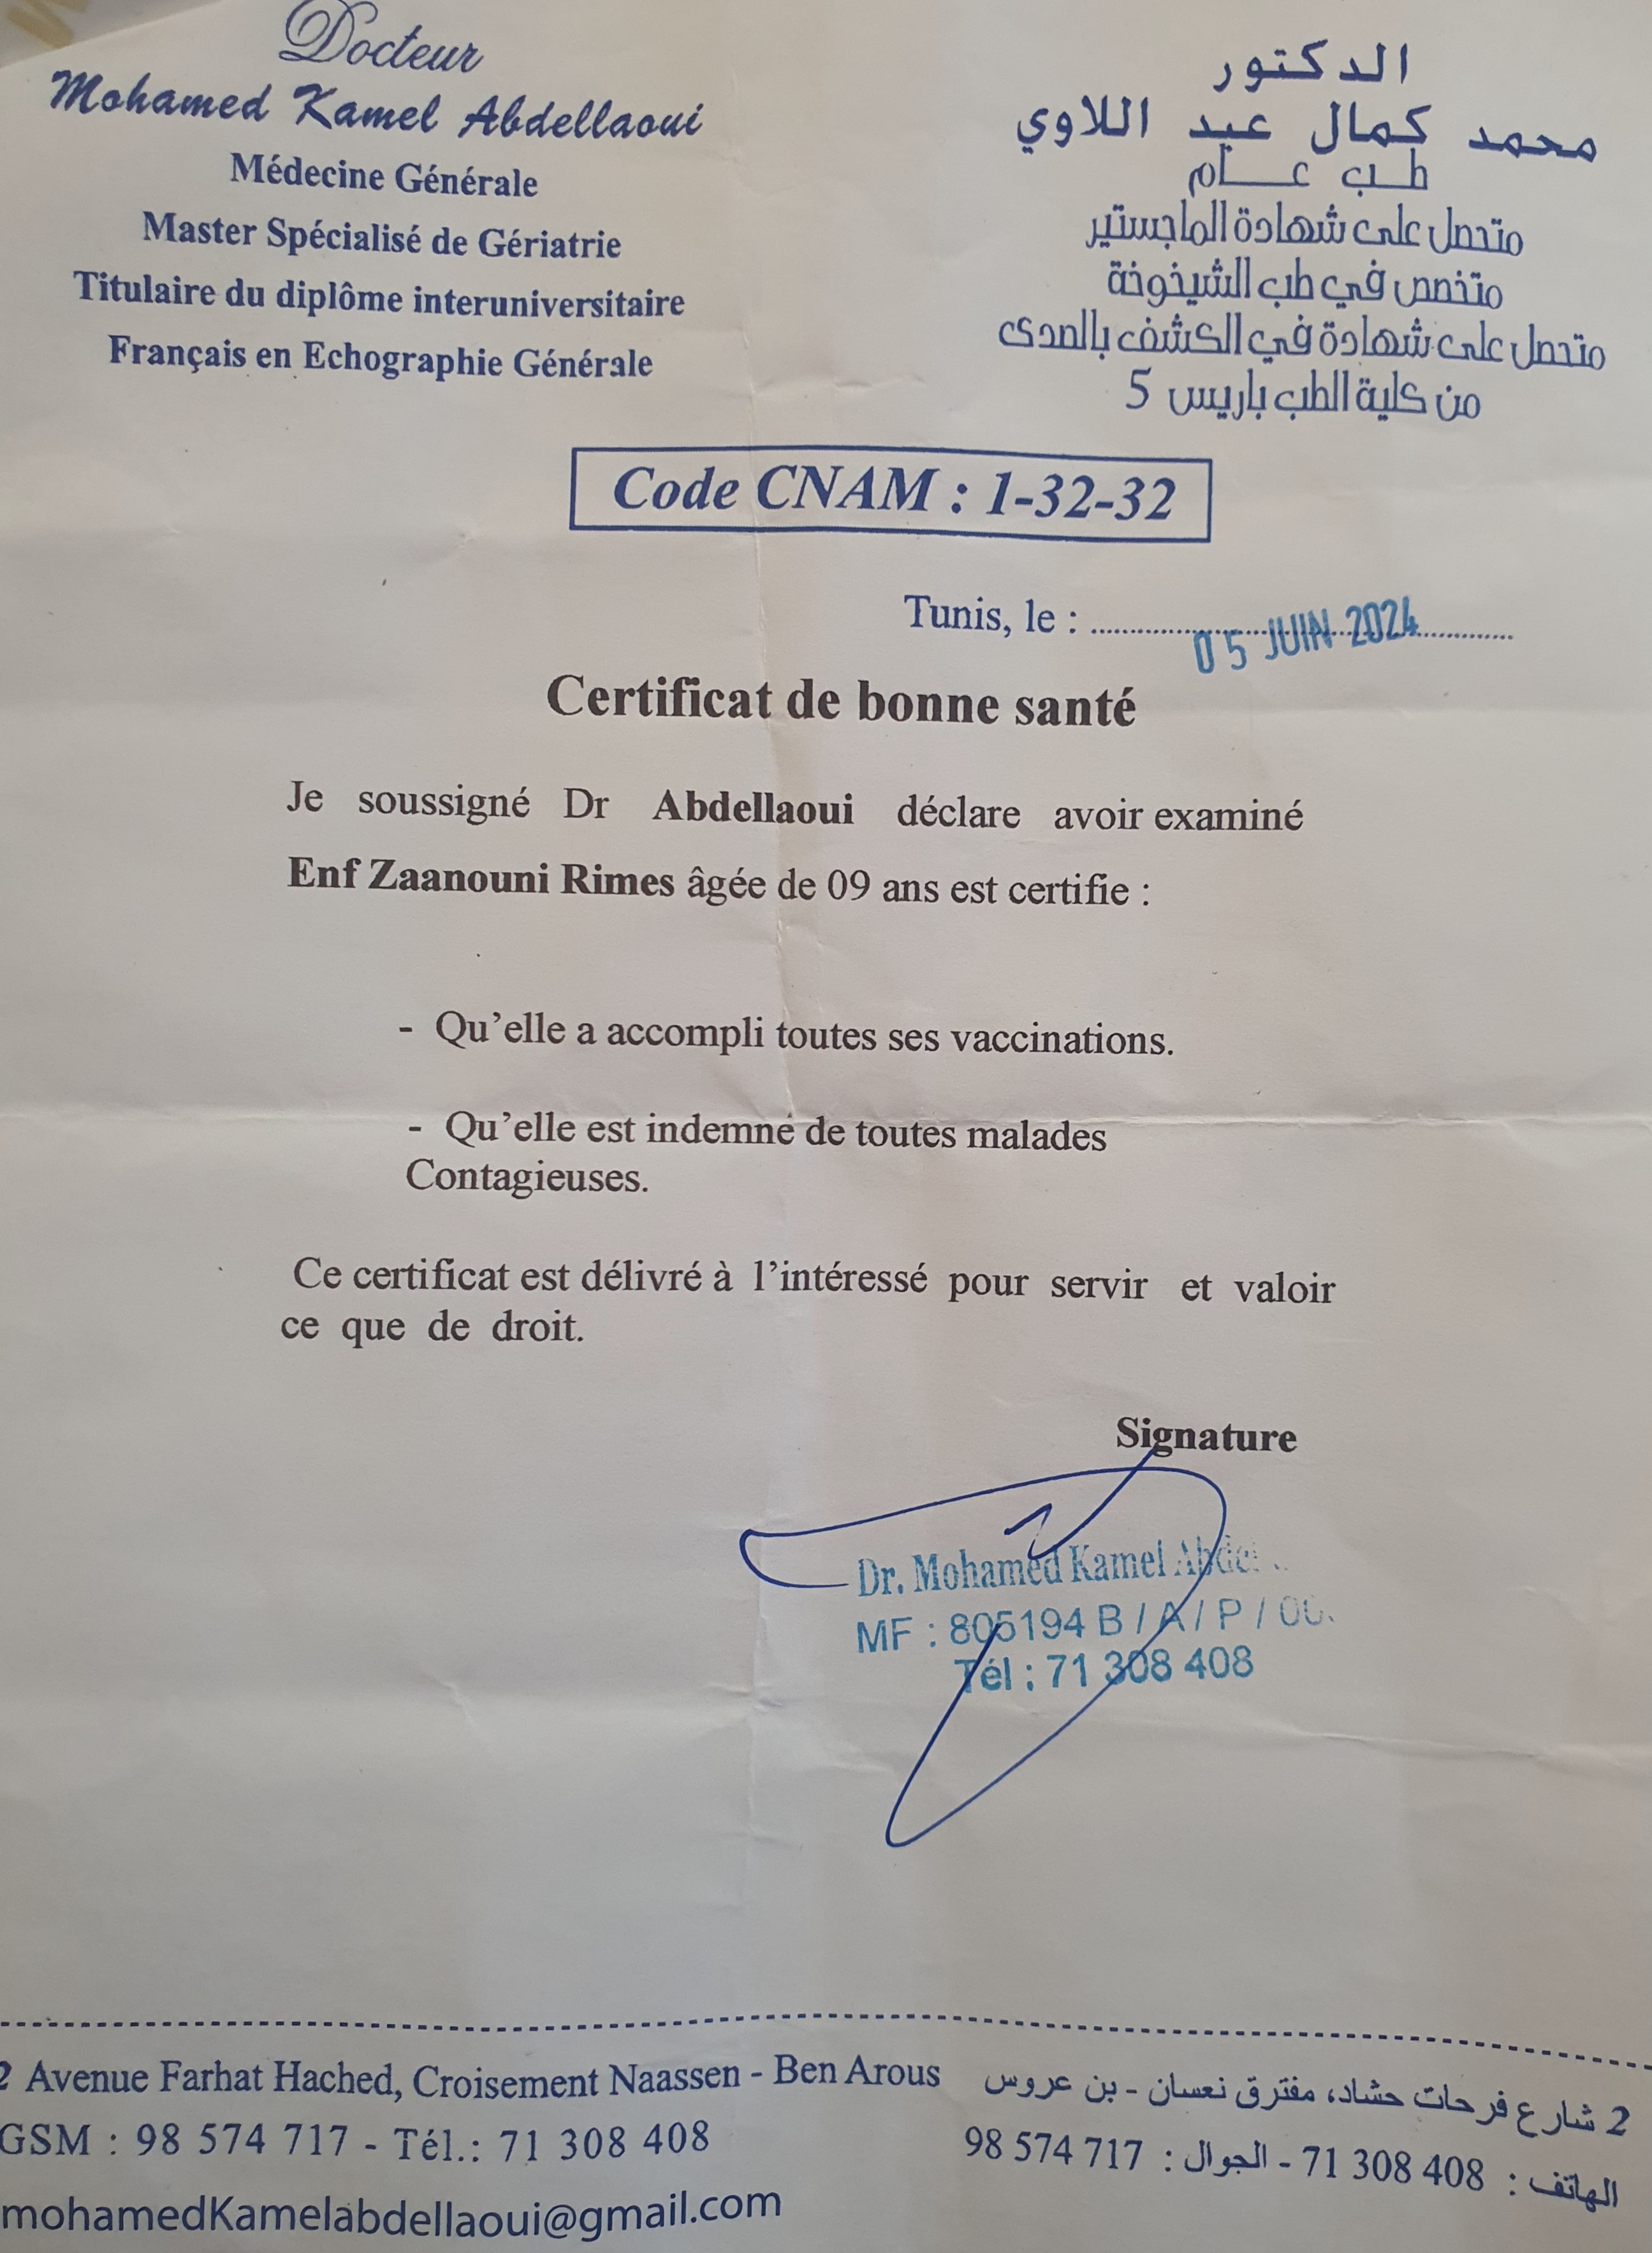 Docteur
Mohamed Kamel Abdellaoui
Médecine Générale
Master Spécialisé de Gériatrie
Titulaire du diplôme interuniversitaire
Français en Echographie Générale
الدكتور
محمد كمال عبد اللاوي
طب عام
متحصل على شهادة الماجستير
متخصص في طب الشيخوخة
متحصل على شهادة في الكشف بالصدى
من كلية الطب باريس 5
Code CNAM : 1-32-32
Tunis, le : 05 JUIN 2024
Certificat de bonne santé
Je soussigné Dr Abdellaoui déclare avoir examiné
Enf Zaanouni Rimes âgée de 09 ans est certifie :
- Qu’elle a accompli toutes ses vaccinations.
- Qu’elle est indemne de toutes malades
Contagieuses.
Ce certificat est délivré à l’intéressé pour servir et valoir
ce que de droit.
Signature
Dr. Mohamed Kamel
MF : 805194 B / A / P /
Tél : 71 308 408
2 Avenue Farhat Hached, Croisement Naassen - Ben Arous
GSM : 98 574 717 - Tél.: 71 308 408
mohamedKamelabdellaoui@gmail.com
2 شارع فرحات حشاد، مفترق نعسان - بن عروس
الهاتف : 71 308 408 - الجوال : 98 574 717